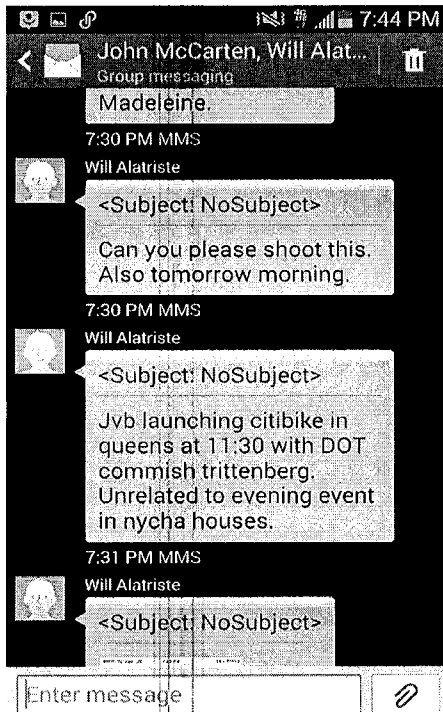 7:44 PM
John McCarten, Will Alat...
Group messaging
Madeleine.
7:30 PM MMS
Will Alatriste
<Subject: NoSubject>
Can you please shoot this.
Also tomorrow morning.
7:30 PM MMS
Will Alatriste
<Subject: NoSubject>
Jvb launching citibike in
queens at 11:30 with DOT
commish trittenberg.
Unrelated to evening event
in nycha houses.
7:31 PM MMS
Will Alatriste
<Subject: NoSubject>
Enter message